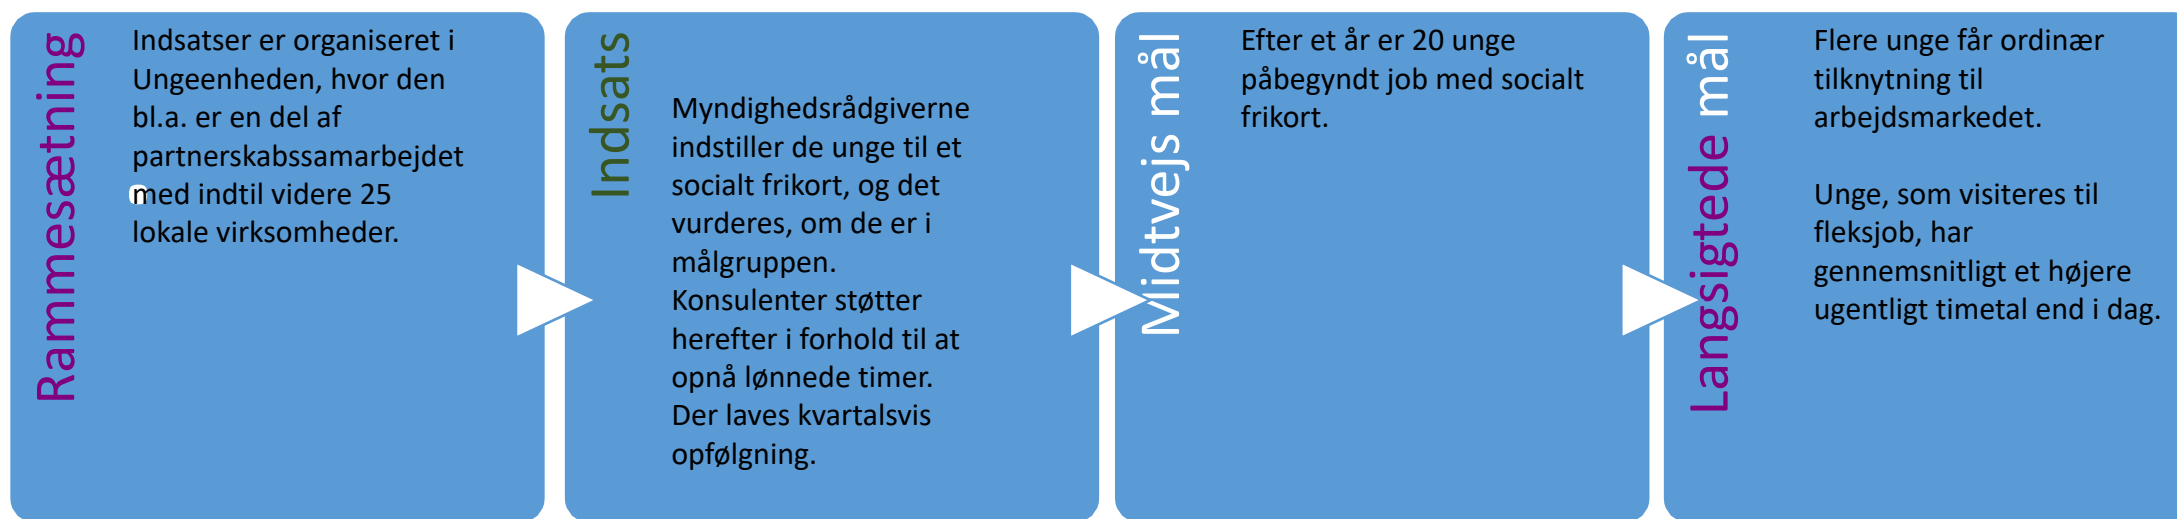 Rammesætning
Indsatser er organiseret i
Ungeenheden, hvor den
bl.a. er en del af
partnerskabssamarbejdet
med indtil videre 25
lokale virksomheder.
Indsats
Myndighedsrådgiverne
indstiller de unge til et
socialt frikort, og det
vurderes, om de er i
målgruppen.
Konsulenter støtter
herefter i forhold til at
opnå lønnede timer.
Der laves kvartalsvis
opfølgning.
Midtvejs mål
Efter et år er 20 unge
påbegyndt job med socialt
frikort.
Langsigtede mål
Flere unge får ordinær
tilknytning til
arbejdsmarkedet.
Unge, som visiteres til
fleksjob, har
gennemsnitligt et højere
ugentligt timetal end i dag.